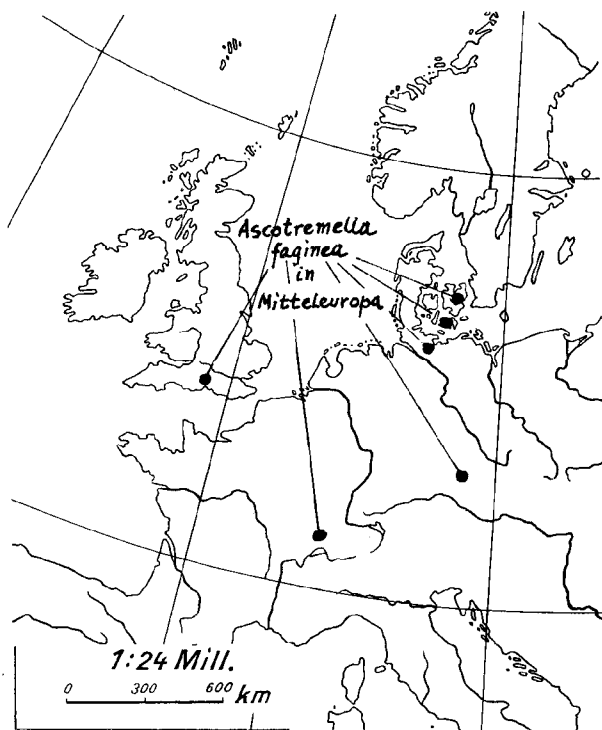 Ascotremella
faginea
in
Mitteleuropa
1:24 Mill.
0 300 600 km